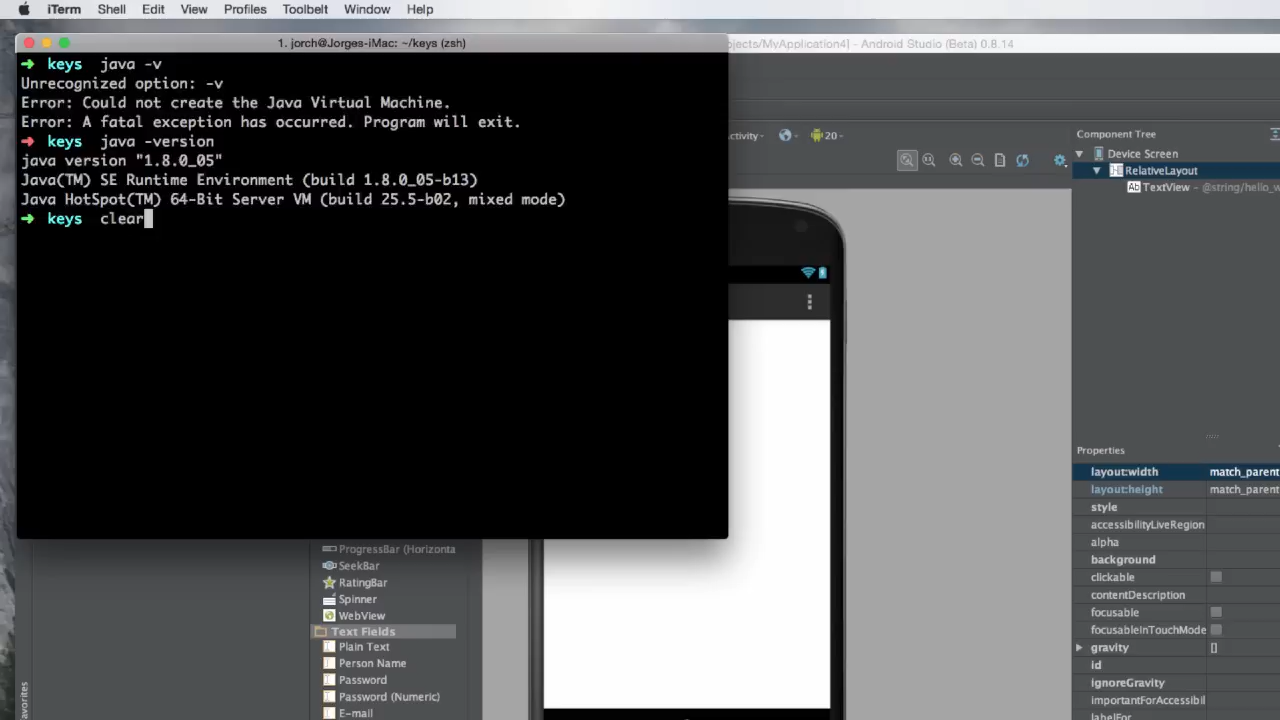 iTerm Shell Edit View Profiles Toolbelt Window Help
1. jorch@Jorges-iMac: ~/keys (zsh)
bjects/MyApplication4] - Android Studio (Beta) 0.8.14
➜ keys java -v
Unrecognized option: -v
Error: Could not create the Java Virtual Machine.
Error: A fatal exception has occurred. Program will exit.
➜ keys java -version
java version "1.8.0_05"
Java(TM) SE Runtime Environment (build 1.8.0_05-b13)
Java HotSpot(TM) 64-Bit Server VM (build 25.5-b02, mixed mode)
➜ keys clear
ctivity 20
Component Tree
Device Screen
RelativeLayout
Ab TextView - @string/hello_w
Properties
layout:width match_parent
layout:height match_parent
style
accessibilityLiveRegion
alpha
background
clickable
contentDescription
focusable
focusableInTouchMode
gravity []
id
ignoreGravity
importantForAccessibil
labelFor
ProgressBar (Horizonta
SeekBar
RatingBar
Spinner
WebView
Text Fields
Plain Text
Person Name
Password
Password (Numeric)
E-mail
avorites